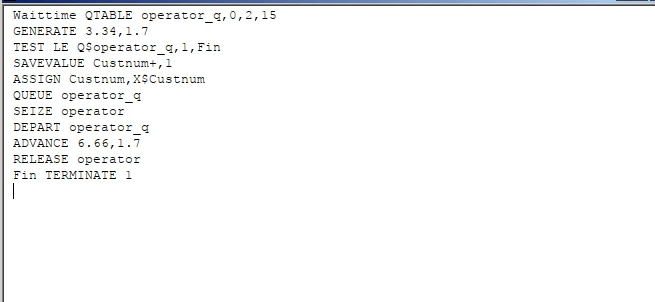 Waittime QTABLE operator_q,0,2,15
GENERATE 3.34,1.7
TEST LE Q$operator_q,1,Fin
SAVEVALUE Custnum+,1
ASSIGN Custnum,X$Custnum
QUEUE operator_q
SEIZE operator
DEPART operator_q
ADVANCE 6.66,1.7
RELEASE operator
Fin TERMINATE 1